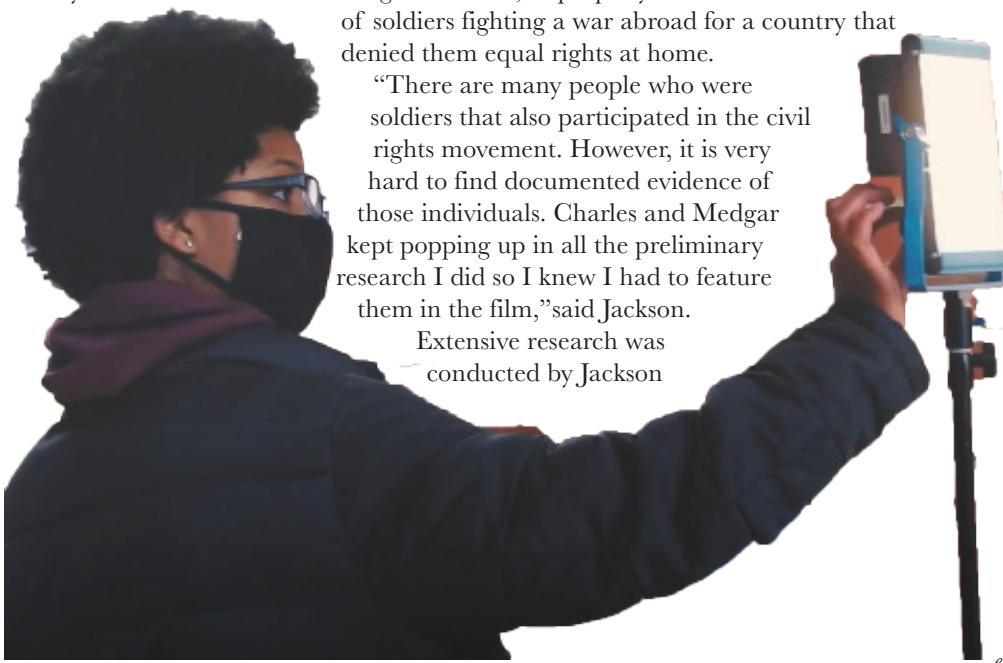 of soldiers fighting a war abroad for a country that
denied them equal rights at home.
“There are many people who were
soldiers that also participated in the civil
rights movement. However, it is very
hard to find documented evidence of
those individuals. Charles and Medgar
kept popping up in all the preliminary
research I did so I knew I had to feature
them in the film,”said Jackson.
Extensive research was
conducted by Jackson